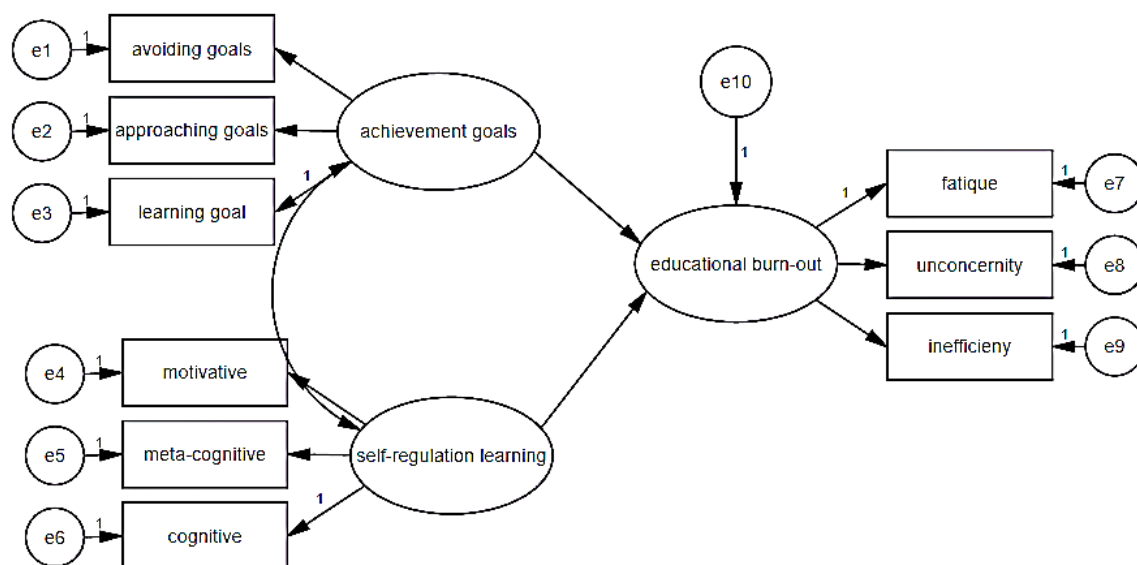 e1
1
avoiding goals
e2
1
approaching goals
e3
1
learning goal
1
achievement goals
e4
1
motivative
e5
1
meta-cognitive
e6
1
cognitive
1
self-regulation learning
e10
1
educational burn-out
1
fatique
1
e7
unconcernity
1
e8
inefficieny
1
e9